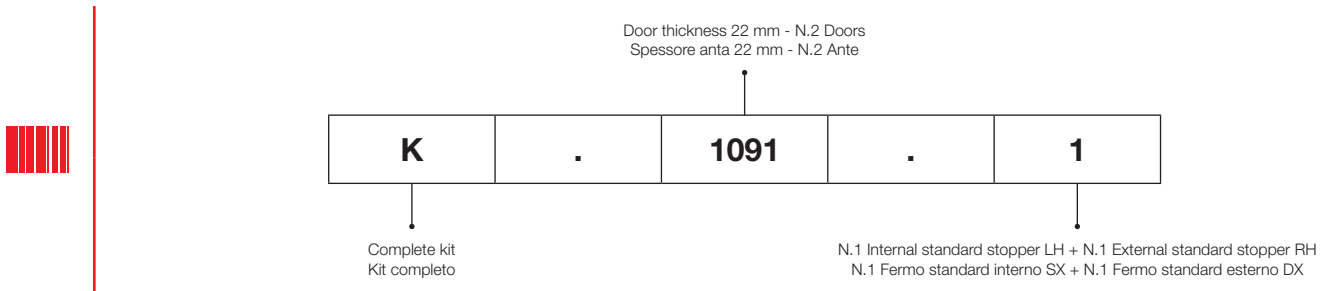 Door thickness 22 mm - N.2 Doors
Spessore anta 22 mm - N.2 Ante
K . 1091 . 1
Complete kit
Kit completo
N.1 Internal standard stopper LH + N.1 External standard stopper RH
N.1 Fermo standard interno SX + N.1 Fermo standard esterno DX